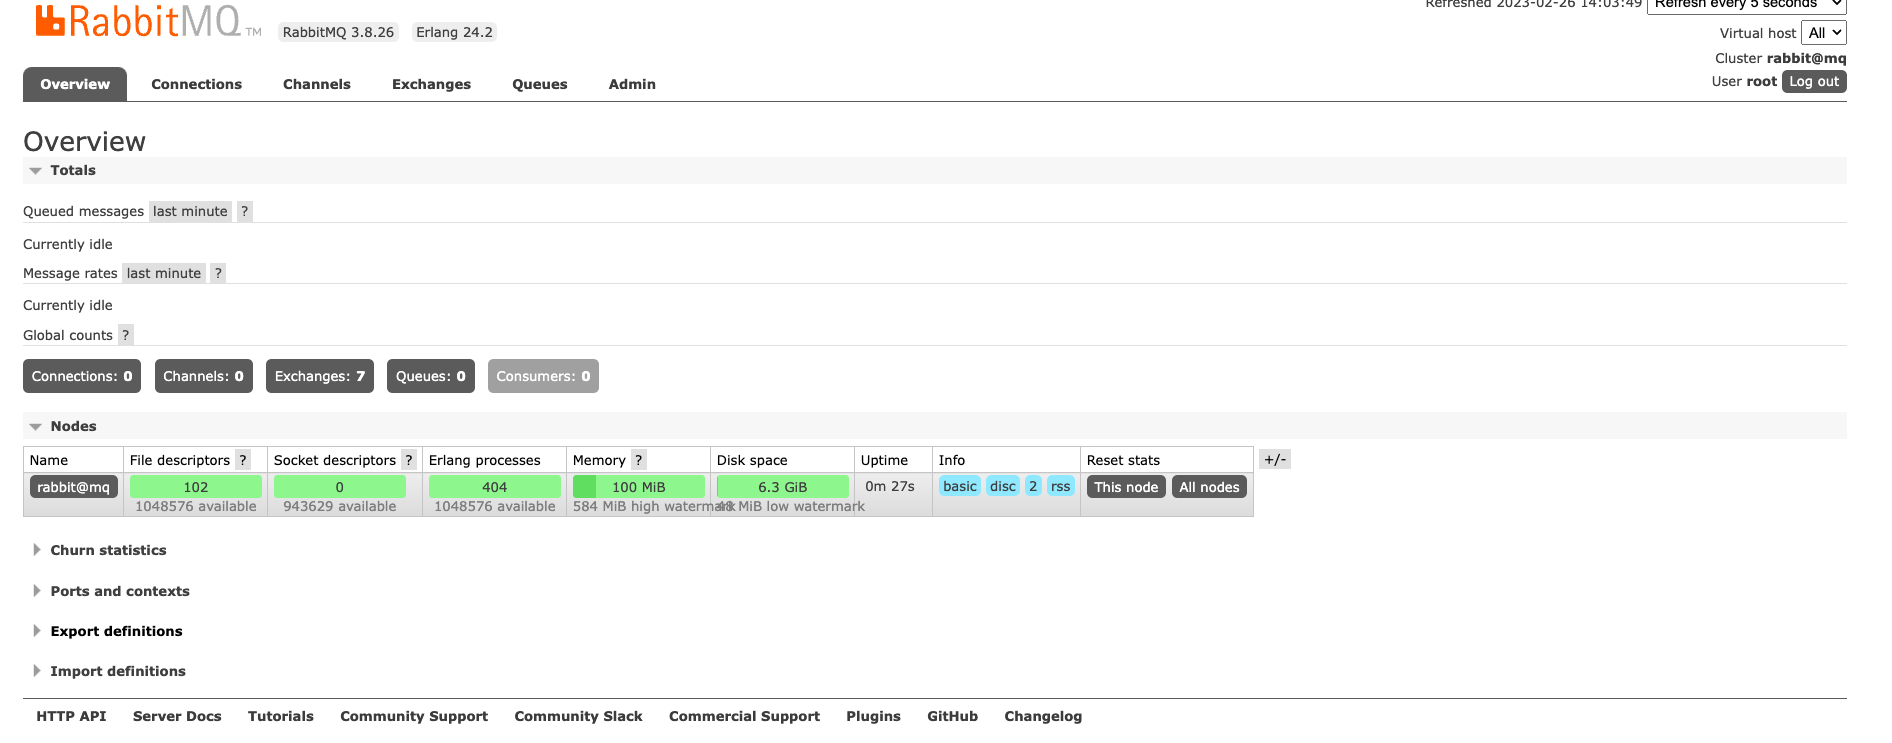 Refreshed 2023-02-26 14:03:49 Refresh every 5 seconds
RabbitMQ TM RabbitMQ 3.8.26 Erlang 24.2
Virtual host All
Cluster rabbit@mq
User root Log out
Overview Connections Channels Exchanges Queues Admin
Overview
Totals
Queued messages last minute ?
Currently idle
Message rates last minute ?
Currently idle
Global counts ?
Connections: 0 Channels: 0 Exchanges: 7 Queues: 0 Consumers: 0
Nodes
Name File descriptors ? Socket descriptors ? Erlang processes Memory ? Disk space Uptime Info Reset stats +/-
rabbit@mq 102 0 404 100 MiB 6.3 GiB 0m 27s basic disc 2 rss This node All nodes
1048576 available 943629 available 1048576 available 584 MiB high watermark 48 MiB low watermark
Churn statistics
Ports and contexts
Export definitions
Import definitions
HTTP API Server Docs Tutorials Community Support Community Slack Commercial Support Plugins GitHub Changelog